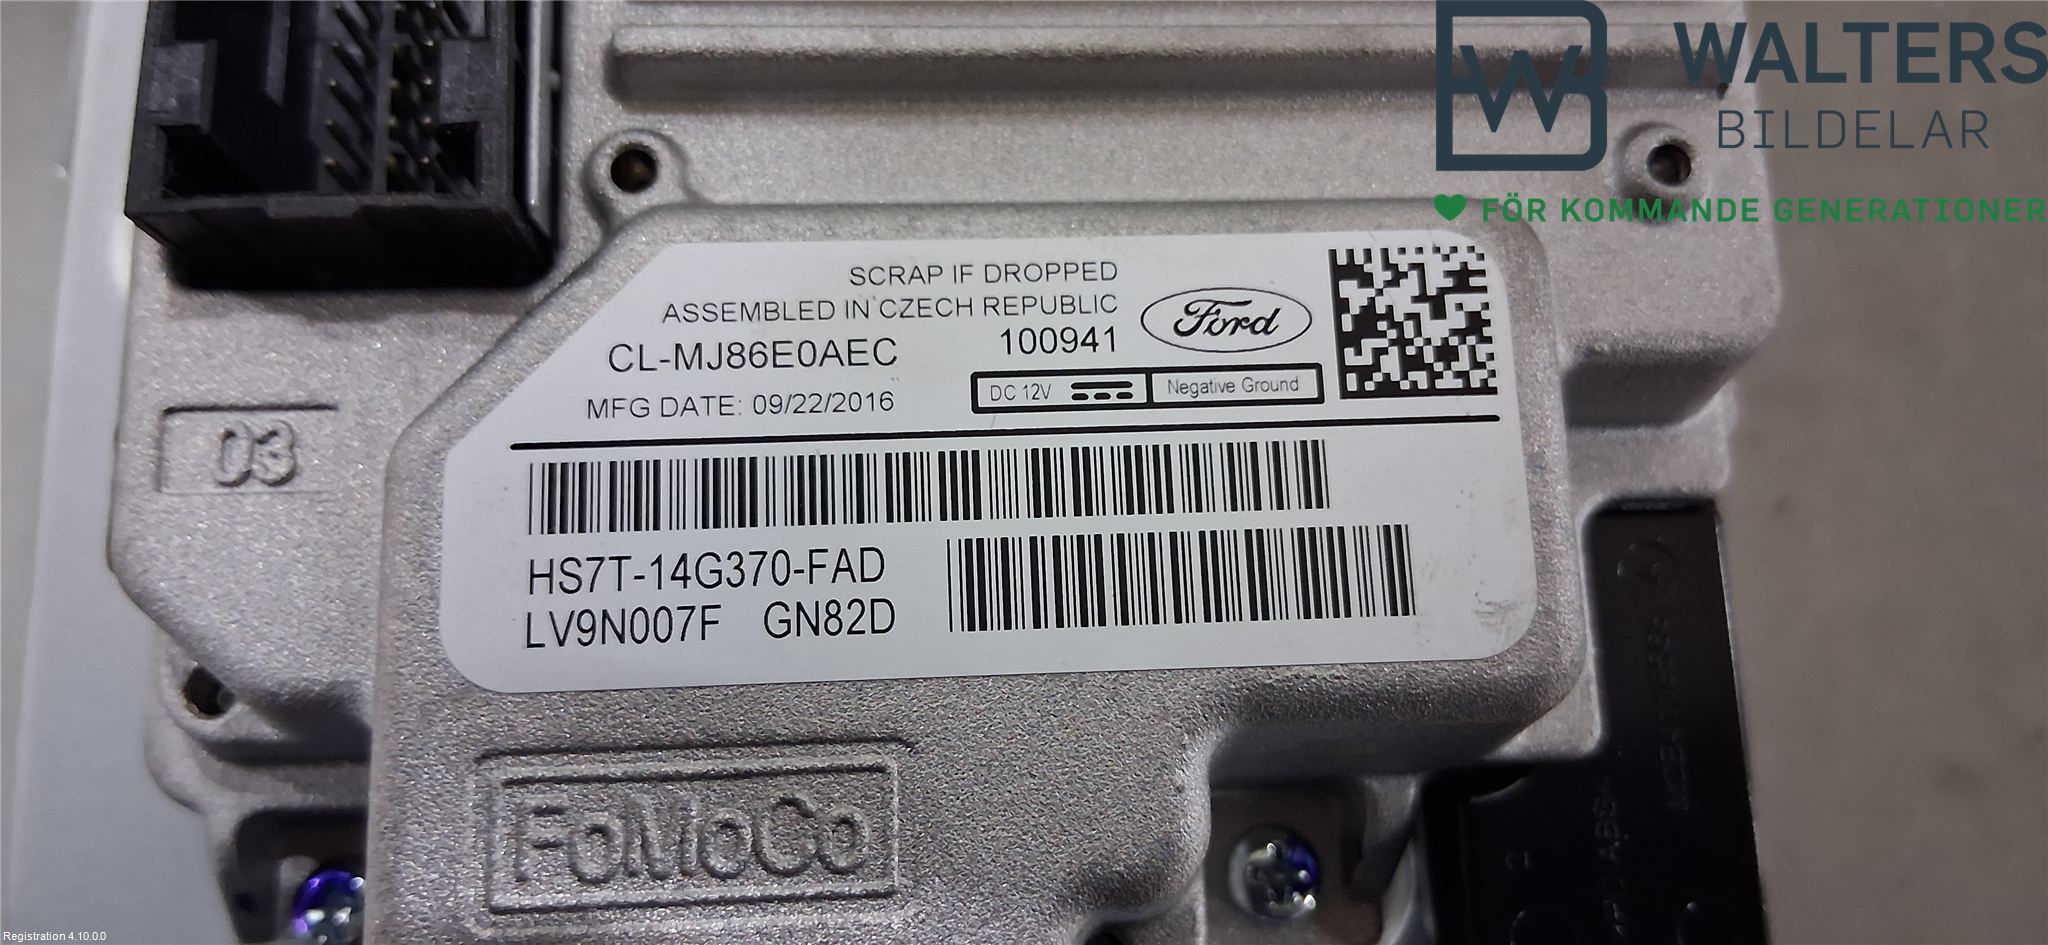 WALTERS
BILDELAR
FÖR KOMMANDE GENERATIONER
SCRAP IF DROPPED
ASSEMBLED IN CZECH REPUBLIC
CL-MJ86E0AEC 100941
Ford
MFG DATE: 09/22/2016
DC 12V Negative Ground
03
HS7T-14G370-FAD
LV9N007F GN82D
FoMoCo
2
Registration 4.10.0.0